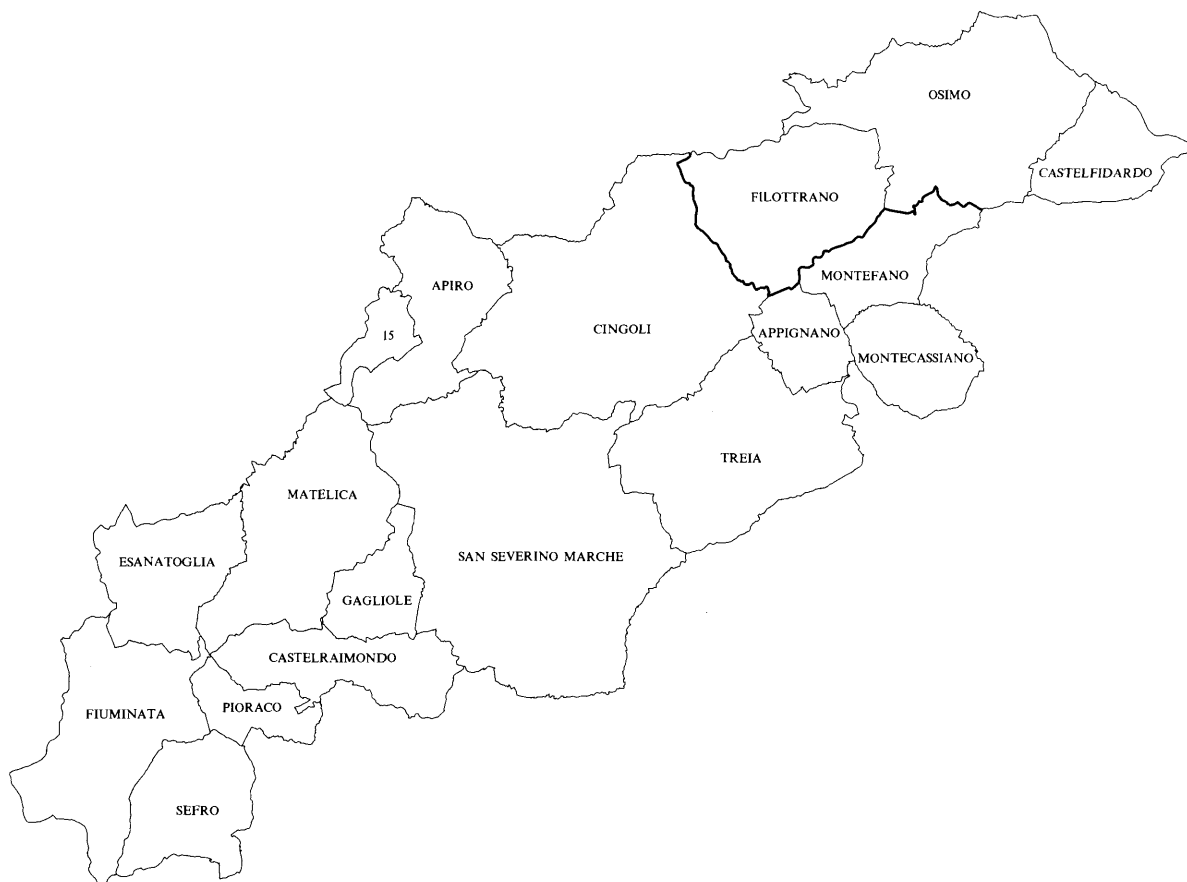 OSIMO
CASTELFIDARDO
FILOTTRANO
MONTEFANO
APIRO
CINGOLI
15
APPIGNANO
MONTECASSIANO
TREIA
MATELICA
SAN SEVERINO MARCHE
ESANATOGLIA
GAGLIOLE
CASTELRAIMONDO
PIORACO
FIUMINATA
SEFRO